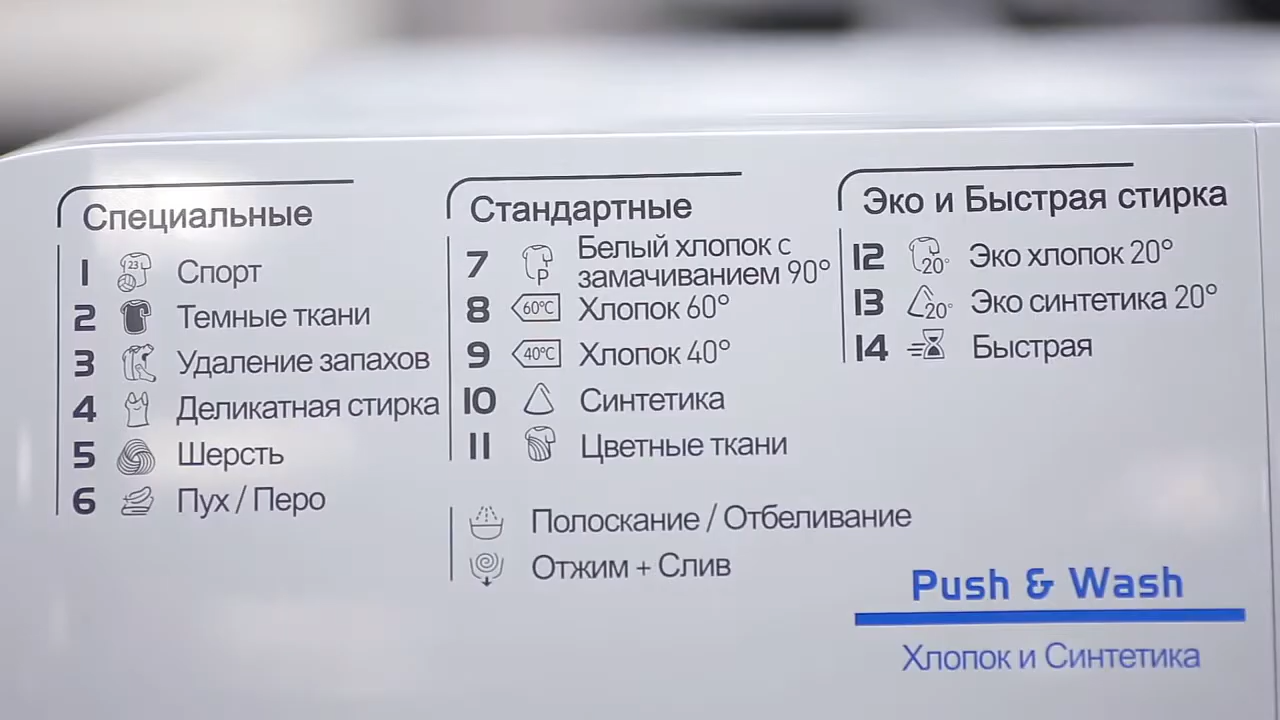 Специальные
1 Спорт
2 Темные ткани
3 Удаление запахов
4 Деликатная стирка
5 Шерсть
6 Пух / Перо
Стандартные
7 Белый хлопок с
замачиванием 90°
8 60°C Хлопок 60°
9 40°C Хлопок 40°
10 Синтетика
11 Цветные ткани
Полоскание / Отбеливание
Отжим + Слив
Эко и Быстрая стирка
12 20° Эко хлопок 20°
13 20° Эко синтетика 20°
14 Быстрая
Push & Wash
Хлопок и Синтетика